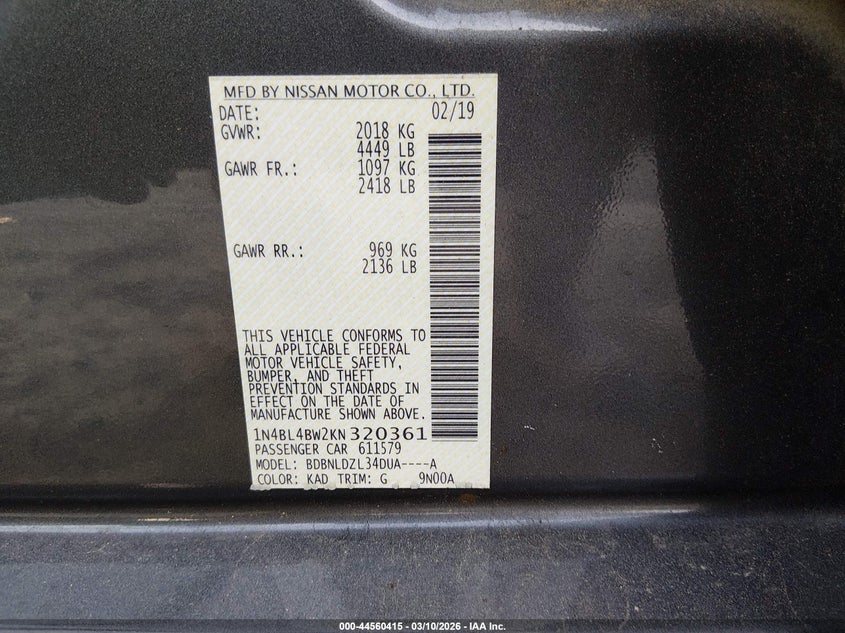 MFD BY NISSAN MOTOR CO., LTD.
DATE: 02/19
GVWR: 2018 KG
4449 LB
GAWR FR.: 1097 KG
2418 LB
GAWR RR.: 969 KG
2136 LB
THIS VEHICLE CONFORMS TO
ALL APPLICABLE FEDERAL
MOTOR VEHICLE SAFETY,
BUMPER, AND THEFT
PREVENTION STANDARDS IN
EFFECT ON THE DATE OF
MANUFACTURE SHOWN ABOVE.
1N4BL4BW2KN320361
PASSENGER CAR 611579
MODEL: BDBNLDZL34DUA----A
COLOR: KAD TRIM: G 9N00A
000-44560415 - 03/10/2026 - IAA Inc.